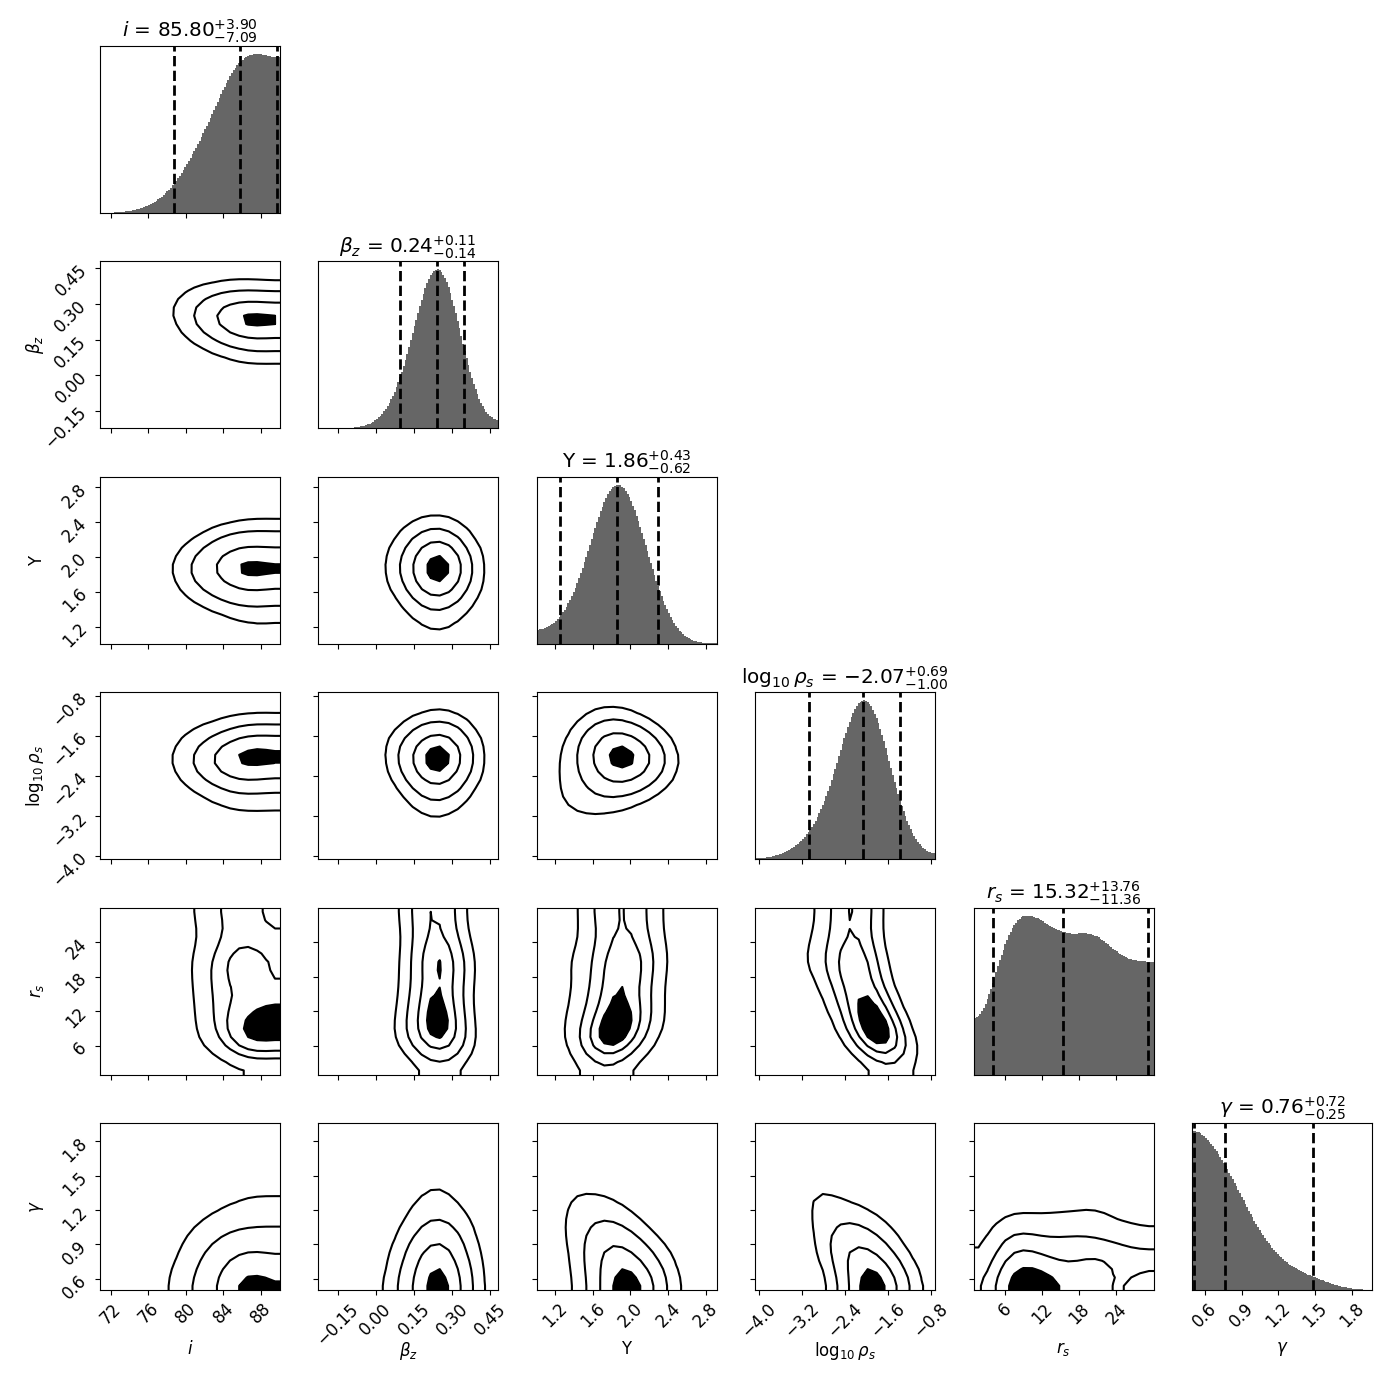 i = 85.80^{+3.90}_{−7.09}
β_z = 0.24^{+0.11}_{−0.14}
0.45
0.30
0.15
0.00
−0.15
β_z
Y = 1.86^{+0.43}_{−0.62}
2.8
2.4
2.0
1.6
1.2
Y
log₁₀ ρ_s = −2.07^{+0.69}_{−1.00}
−0.8
−1.6
−2.4
−3.2
−4.0
log₁₀ ρ_s
r_s = 15.32^{+13.76}_{−11.36}
24
18
12
6
r_s
γ = 0.76^{+0.72}_{−0.25}
1.8
1.5
1.2
0.9
0.6
γ
72 76 80 84 88
−0.15 0.00 0.15 0.30 0.45
1.2 1.6 2.0 2.4 2.8
−4.0 −3.2 −2.4 −1.6 −0.8
6 12 18 24
0.6 0.9 1.2 1.5 1.8
i
β_z
Y
log₁₀ ρ_s
r_s
γ